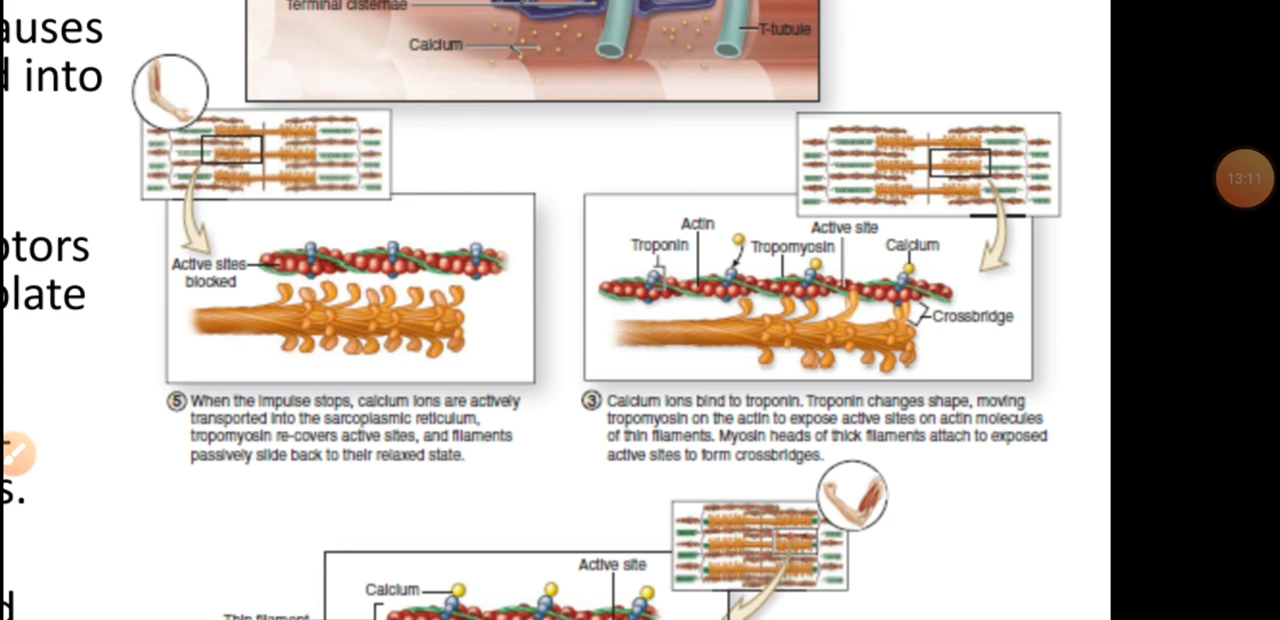 auses
d into
Terminal cisternae
T-tubule
Calcium
13:11
Actin
Active site
Troponin
Tropomyosin
Calcium
Active sites
blocked
Crossbridge
ptors
plate
5 When the impulse stops, calcium ions are actively
transported into the sarcoplasmic reticulum,
tropomyosin re-covers active sites, and filaments
passively slide back to their relaxed state.
3 Calcium ions bind to troponin. Troponin changes shape, moving
tropomyosin on the actin to expose active sites on actin molecules
of thin filaments. Myosin heads of thick filaments attach to exposed
active sites to form crossbridges.
s.
Active site
Calcium
Thin filament
d